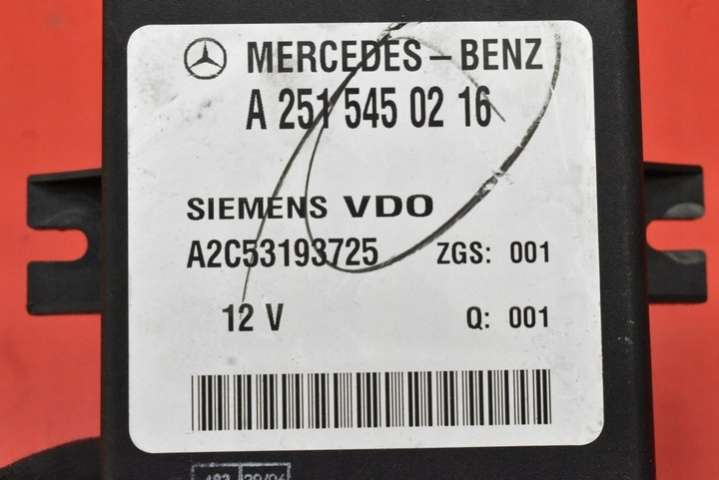 MERCEDES-BENZ
A 251 545 02 16
SIEMENS VDO
A2C53193725 ZGS: 001
12 V Q: 001